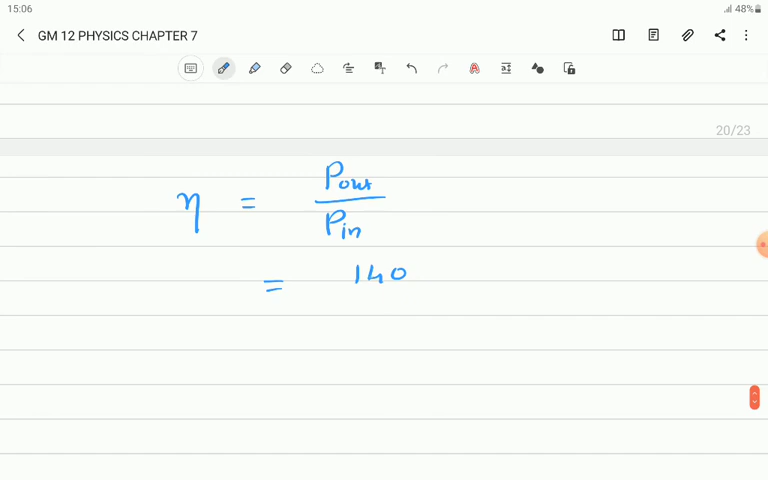 15:06 48%
GM 12 PHYSICS CHAPTER 7
20/23
η = Pout / Pin
= 140